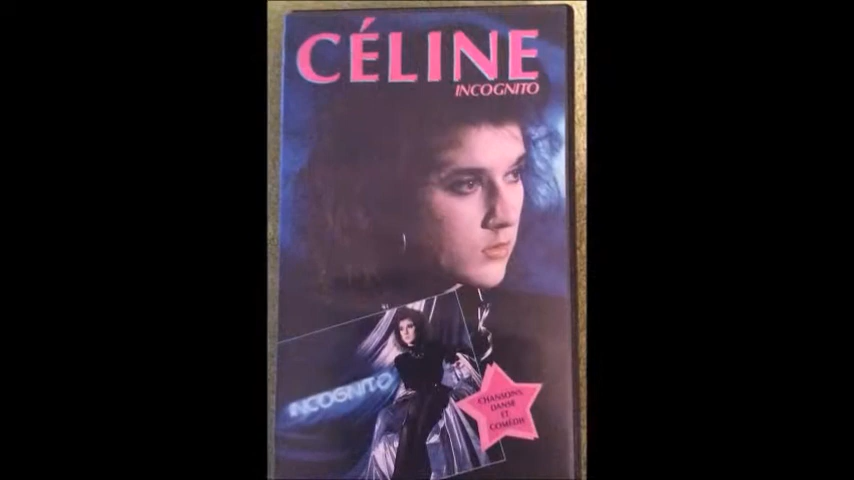 CÉLINE
INCOGNITO
INCOGNITO
CHANSONS,
DANSE
ET
COMÉDIE